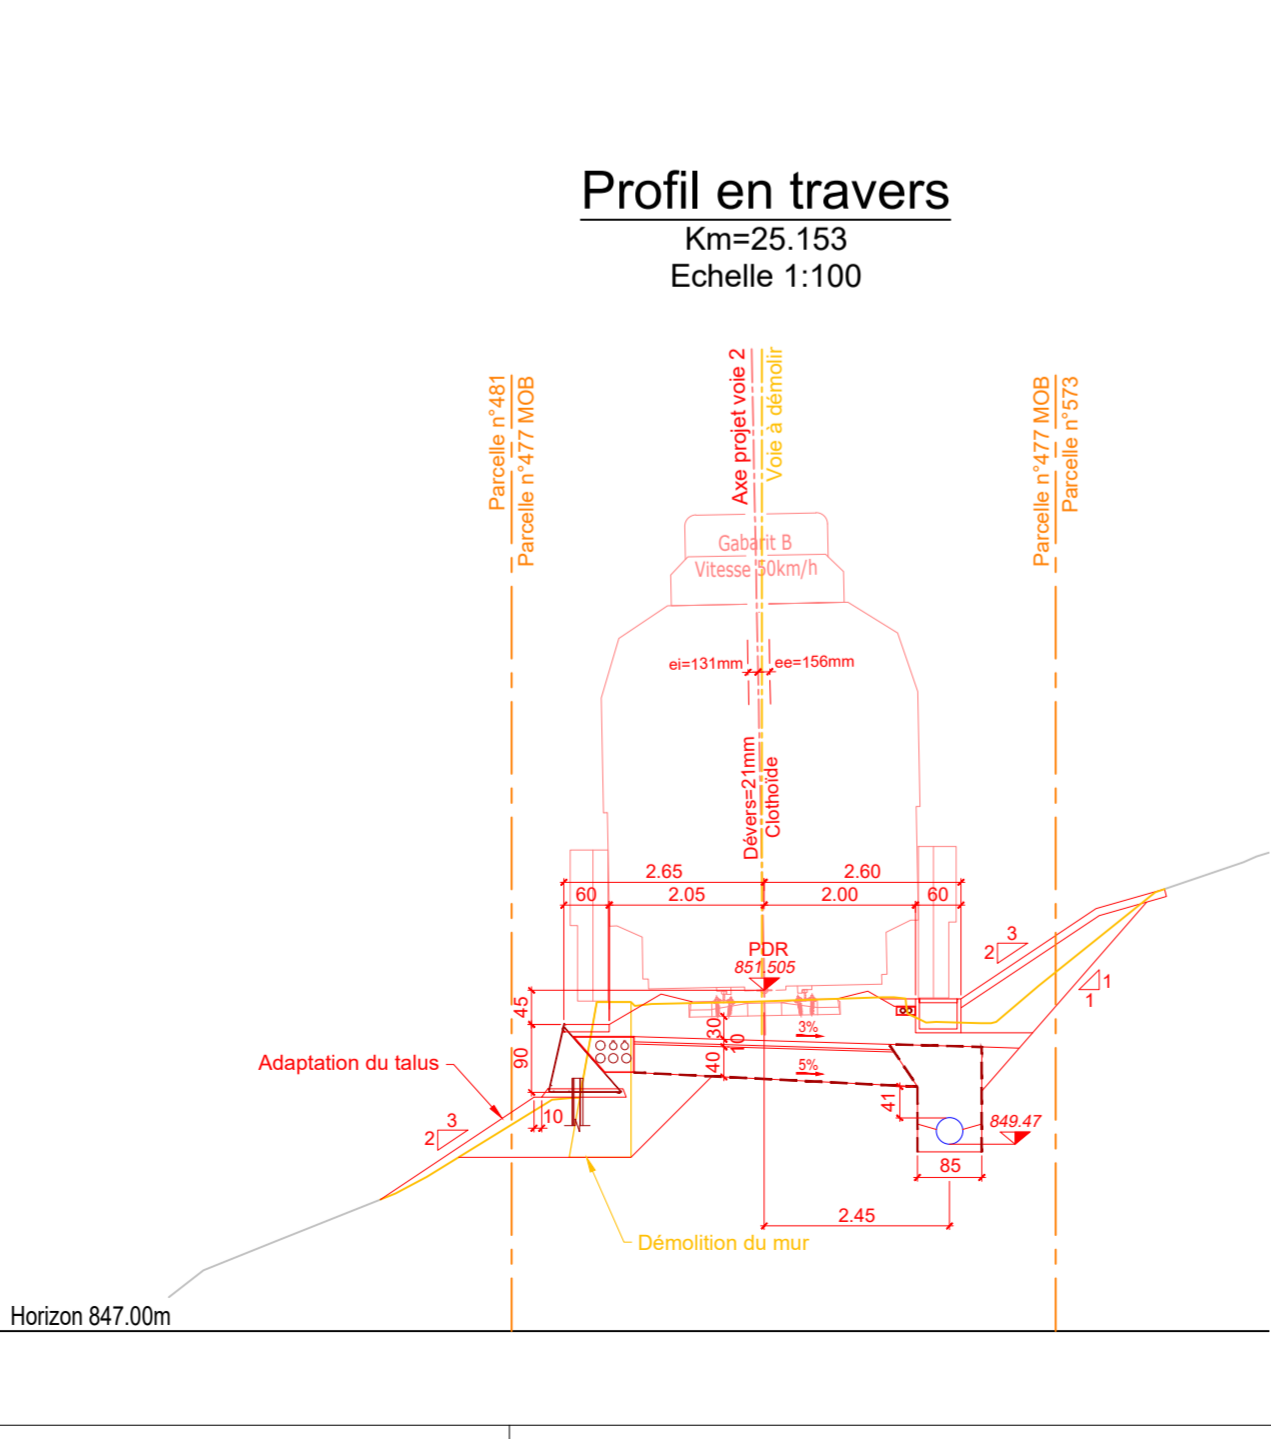 Profil en travers
Km=25.153
Echelle 1:100
Parcelle n°481
Parcelle n°477 MOB
Axe projet voie 2
Voie à démolir
Parcelle n°477 MOB
Parcelle n°573
Gabarit B
Vitesse 50km/h
ei=131mm
ee=156mm
Dévers=21mm
Clothoïde
2.65
2.60
60
2.05
2.00
60
PDR
851.505
3
2
1
1
45
90
30
10
40
3%
5%
Adaptation du talus
3
2
10
41
849.47
85
2.45
Démolition du mur
Horizon 847.00m